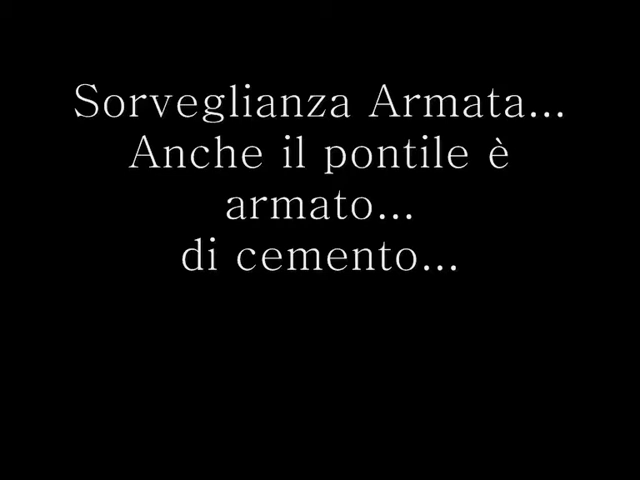 Sorveglianza Armata...
Anche il pontile è
armato...
di cemento...